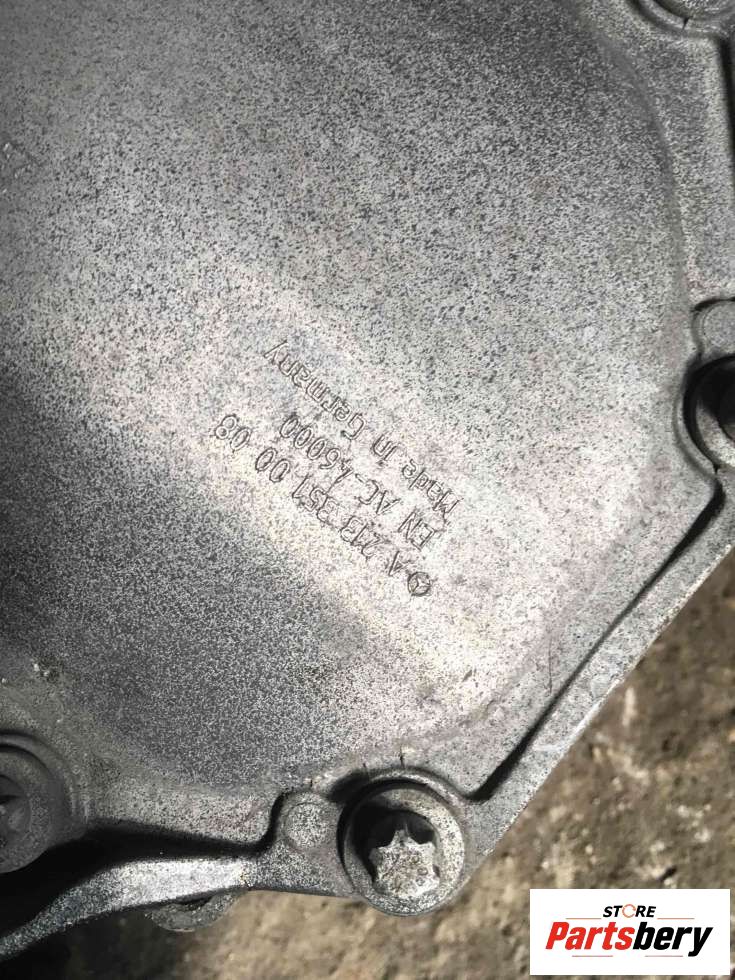 A 213 351 00 08
EN AC-46000
Made in Germany
STORE
Partsbery